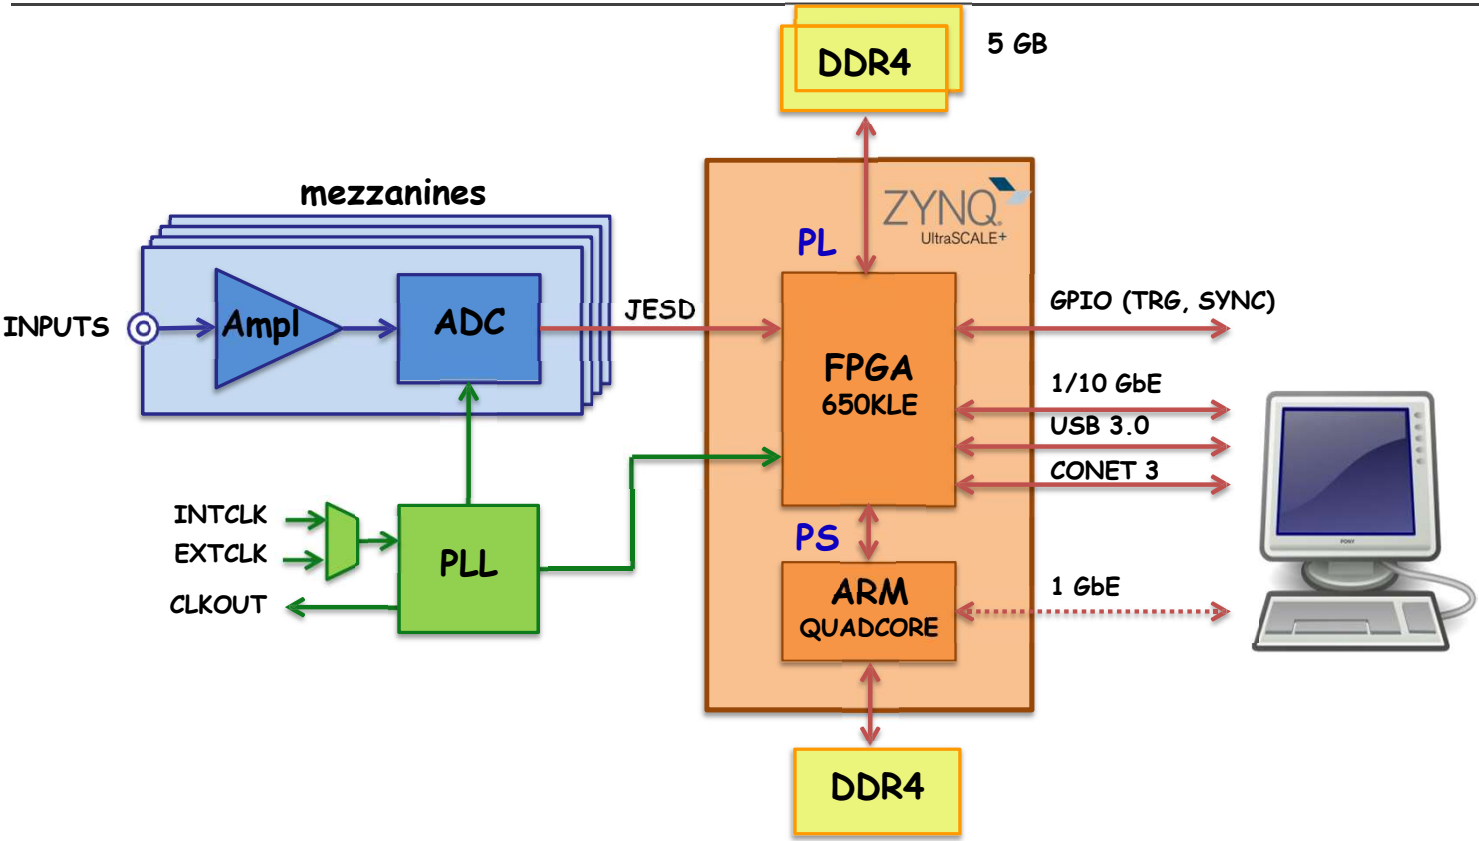 DDR4
5 GB
mezzanines
ZYNQ
UltraSCALE+
PL
INPUTS
Ampl
ADC
JESD
GPIO (TRG, SYNC)
FPGA
650KLE
1/10 GbE
USB 3.0
CONET 3
INTCLK
EXTCLK
CLKOUT
PLL
PS
ARM
QUADCORE
1 GbE
PONY
DDR4